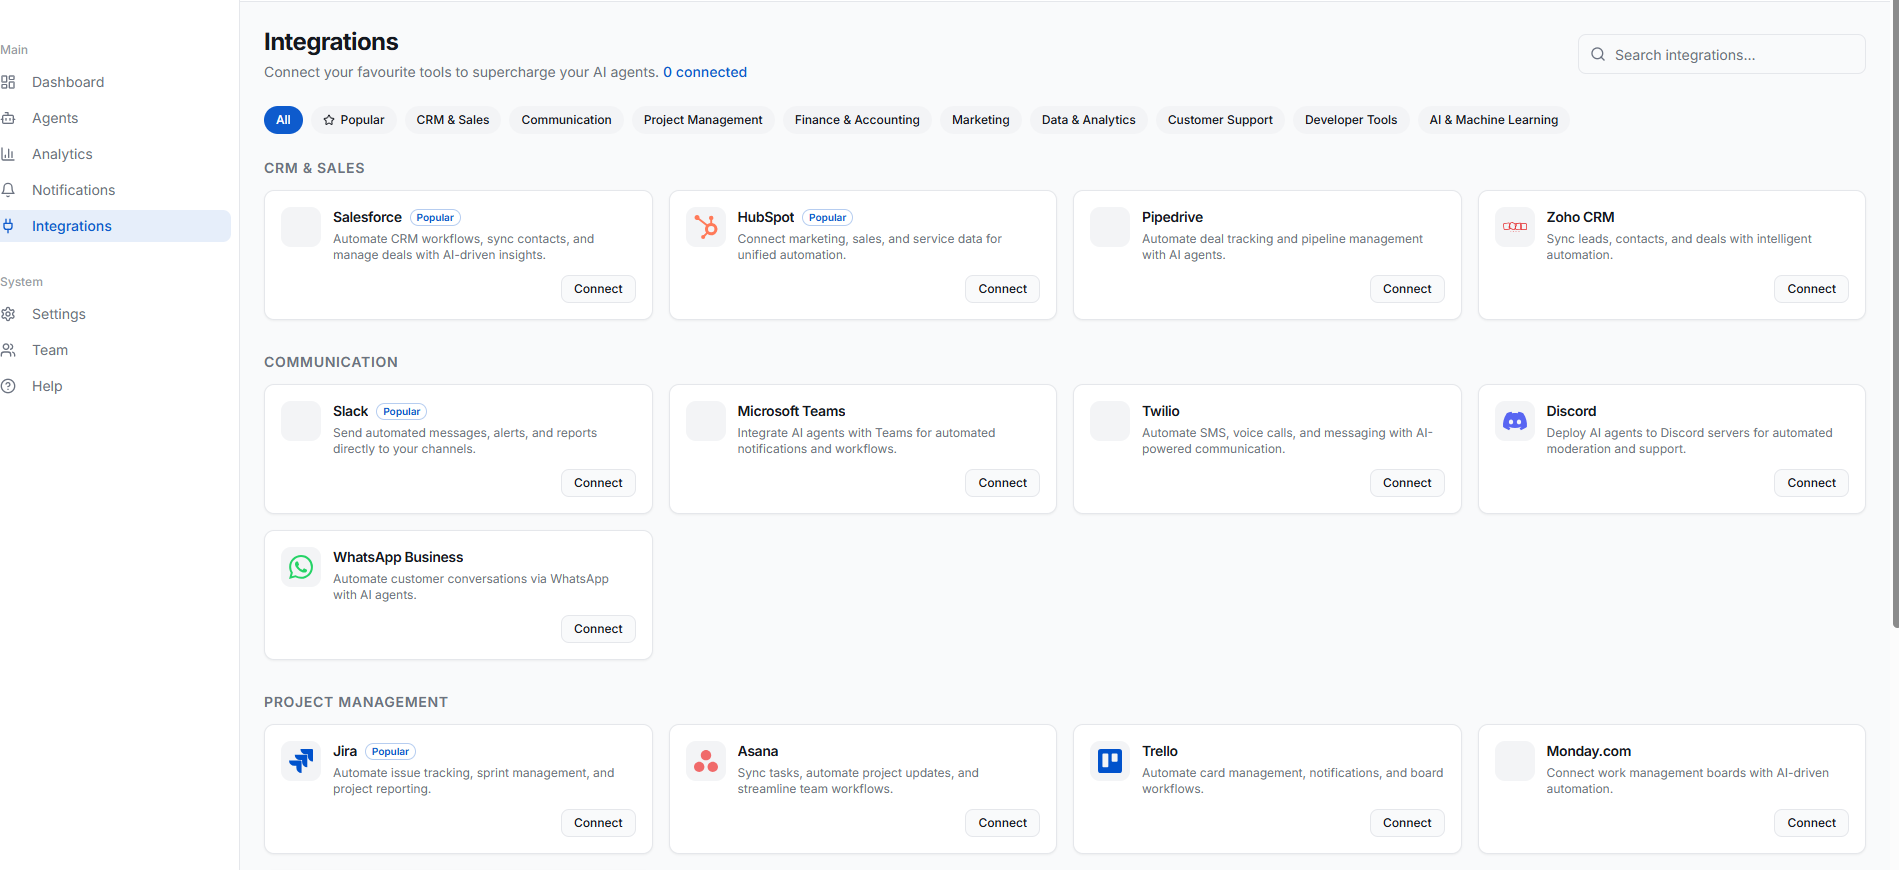 Main
Dashboard
Agents
Analytics
Notifications
Integrations
System
Settings
Team
Help
Integrations
Connect your favourite tools to supercharge your AI agents. 0 connected
Search integrations...
All
Popular
CRM & Sales
Communication
Project Management
Finance & Accounting
Marketing
Data & Analytics
Customer Support
Developer Tools
AI & Machine Learning
CRM & SALES
Salesforce Popular
Automate CRM workflows, sync contacts, and
manage deals with AI-driven insights.
Connect
HubSpot Popular
Connect marketing, sales, and service data for
unified automation.
Connect
Pipedrive
Automate deal tracking and pipeline management
with AI agents.
Connect
Zoho CRM
Sync leads, contacts, and deals with intelligent
automation.
Connect
COMMUNICATION
Slack Popular
Send automated messages, alerts, and reports
directly to your channels.
Connect
Microsoft Teams
Integrate AI agents with Teams for automated
notifications and workflows.
Connect
Twilio
Automate SMS, voice calls, and messaging with AI-
powered communication.
Connect
Discord
Deploy AI agents to Discord servers for automated
moderation and support.
Connect
WhatsApp Business
Automate customer conversations via WhatsApp
with AI agents.
Connect
PROJECT MANAGEMENT
Jira Popular
Automate issue tracking, sprint management, and
project reporting.
Connect
Asana
Sync tasks, automate project updates, and
streamline team workflows.
Connect
Trello
Automate card management, notifications, and board
workflows.
Connect
Monday.com
Connect work management boards with AI-driven
automation.
Connect